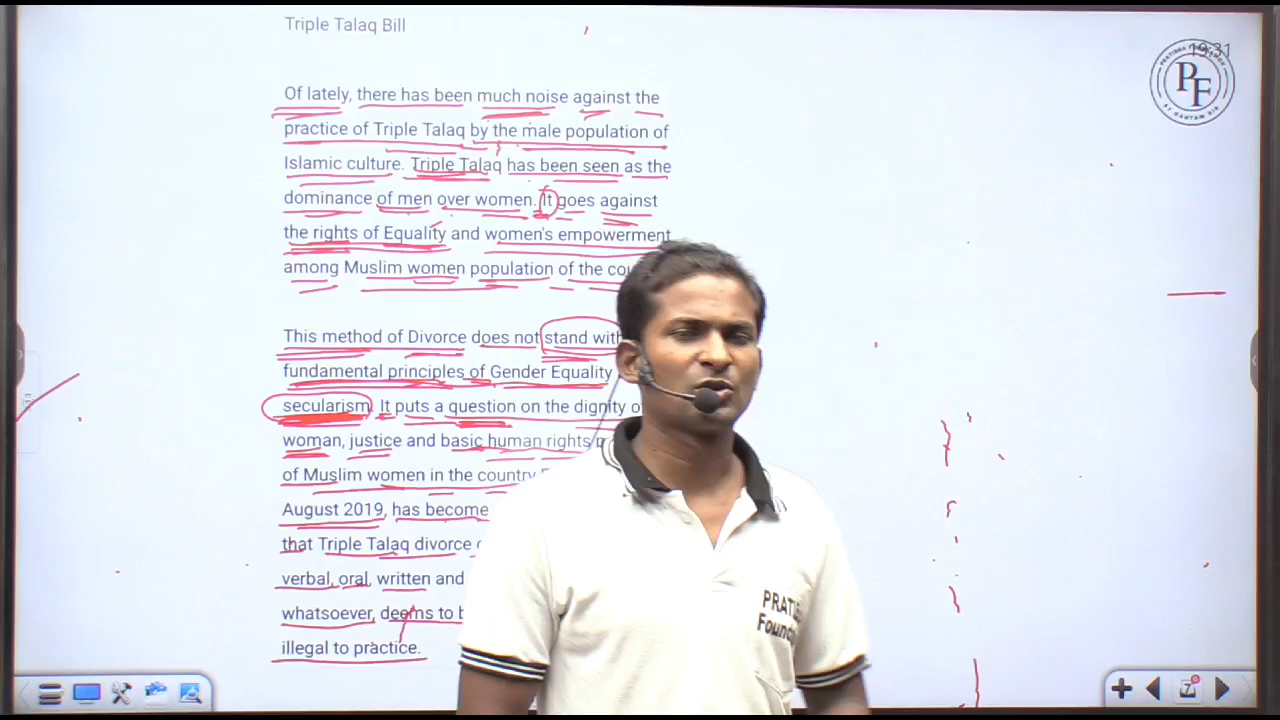 Triple Talaq Bill
19:31
Of lately, there has been much noise against the
practice of Triple Talaq by the male population of
Islamic culture. Triple Talaq has been seen as the
dominance of men over women. It goes against
the rights of Equality and women's empowerment
among Muslim women population of the
This method of Divorce does not stand with
fundamental principles of Gender Equality
secularism. It puts a question on the dignity
woman, justice and basic human rights
of Muslim women in the country
August 2019, has become
that Triple Talaq divorce
verbal, oral, written and
whatsoever, deems to
illegal to practice.
PF
7